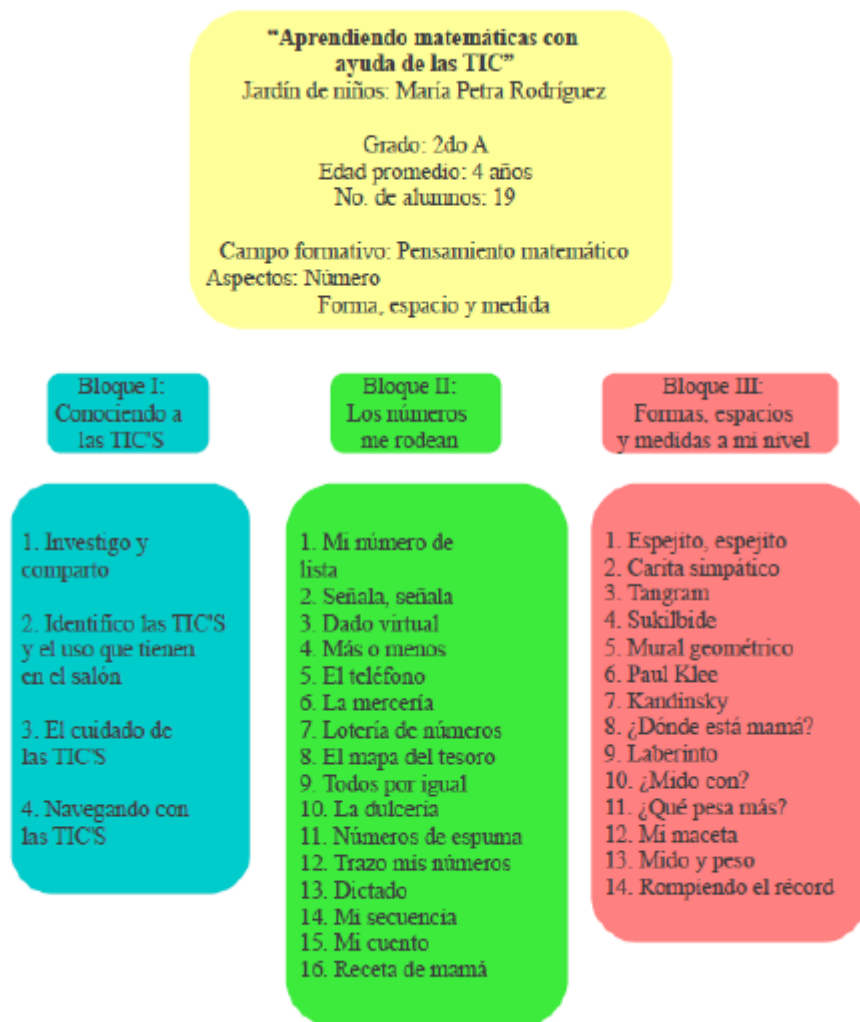 “Aprendiendo matemáticas con
ayuda de las TIC”
Jardín de niños: María Petra Rodríguez
Grado: 2do A
Edad promedio: 4 años
No. de alumnos: 19
Campo formativo: Pensamiento matemático
Aspectos: Número
Forma, espacio y medida
Bloque I:
Conociendo a
las TIC'S
1. Investigo y
comparto
2. Identifico las TIC'S
y el uso que tienen
en el salón
3. El cuidado de
las TIC'S
4. Navegando con
las TIC'S
Bloque II:
Los números
me rodean
1. Mi número de
lista
2. Señala, señala
3. Dado virtual
4. Más o menos
5. El teléfono
6. La mercería
7. Lotería de números
8. El mapa del tesoro
9. Todos por igual
10. La dulcería
11. Números de espuma
12. Trazo mis números
13. Dictado
14. Mi secuencia
15. Mi cuento
16. Receta de mamá
Bloque III:
Formas, espacios
y medidas a mi nivel
1. Espejito, espejito
2. Carita simpático
3. Tangram
4. Sukilbide
5. Mural geométrico
6. Paul Klee
7. Kandinsky
8. ¿Dónde está mamá?
9. Laberinto
10. ¿Mido con?
11. ¿Qué pesa más?
12. Mi maceta
13. Mido y peso
14. Rompiendo el récord